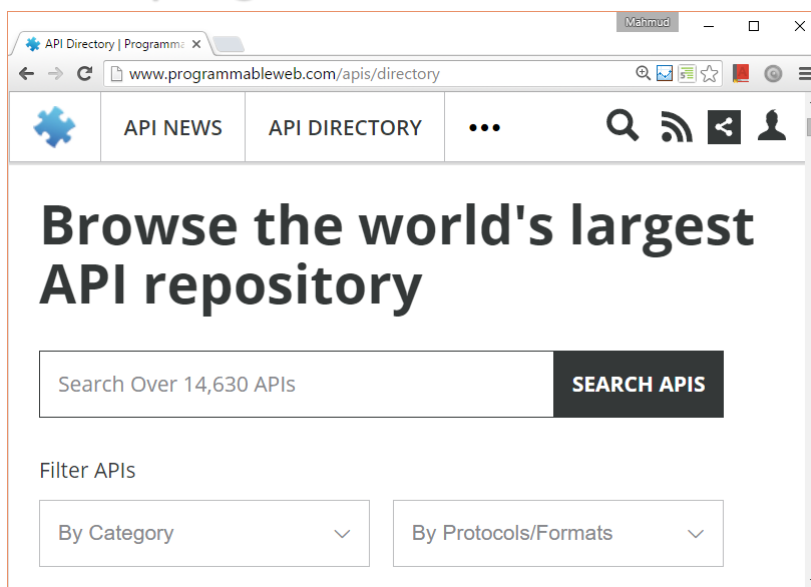 Mahmud
API Directory | Programma
www.programmableweb.com/apis/directory
API NEWS
API DIRECTORY
•••
Browse the world's largest
API repository
Search Over 14,630 APIs
SEARCH APIS
Filter APIs
By Category
By Protocols/Formats